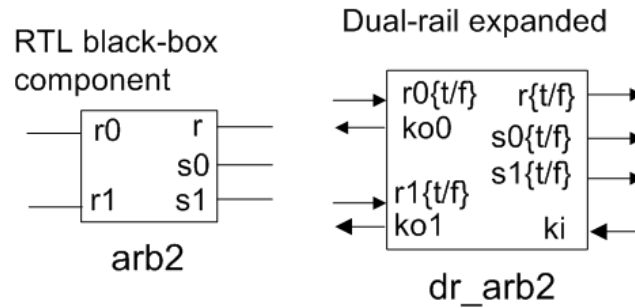 RTL black-box
component
r0
r
s0
r1
s1
arb2
Dual-rail expanded
r0{t/f}
r{t/f}
ko0
s0{t/f}
s1{t/f}
r1{t/f}
ko1
ki
dr_arb2